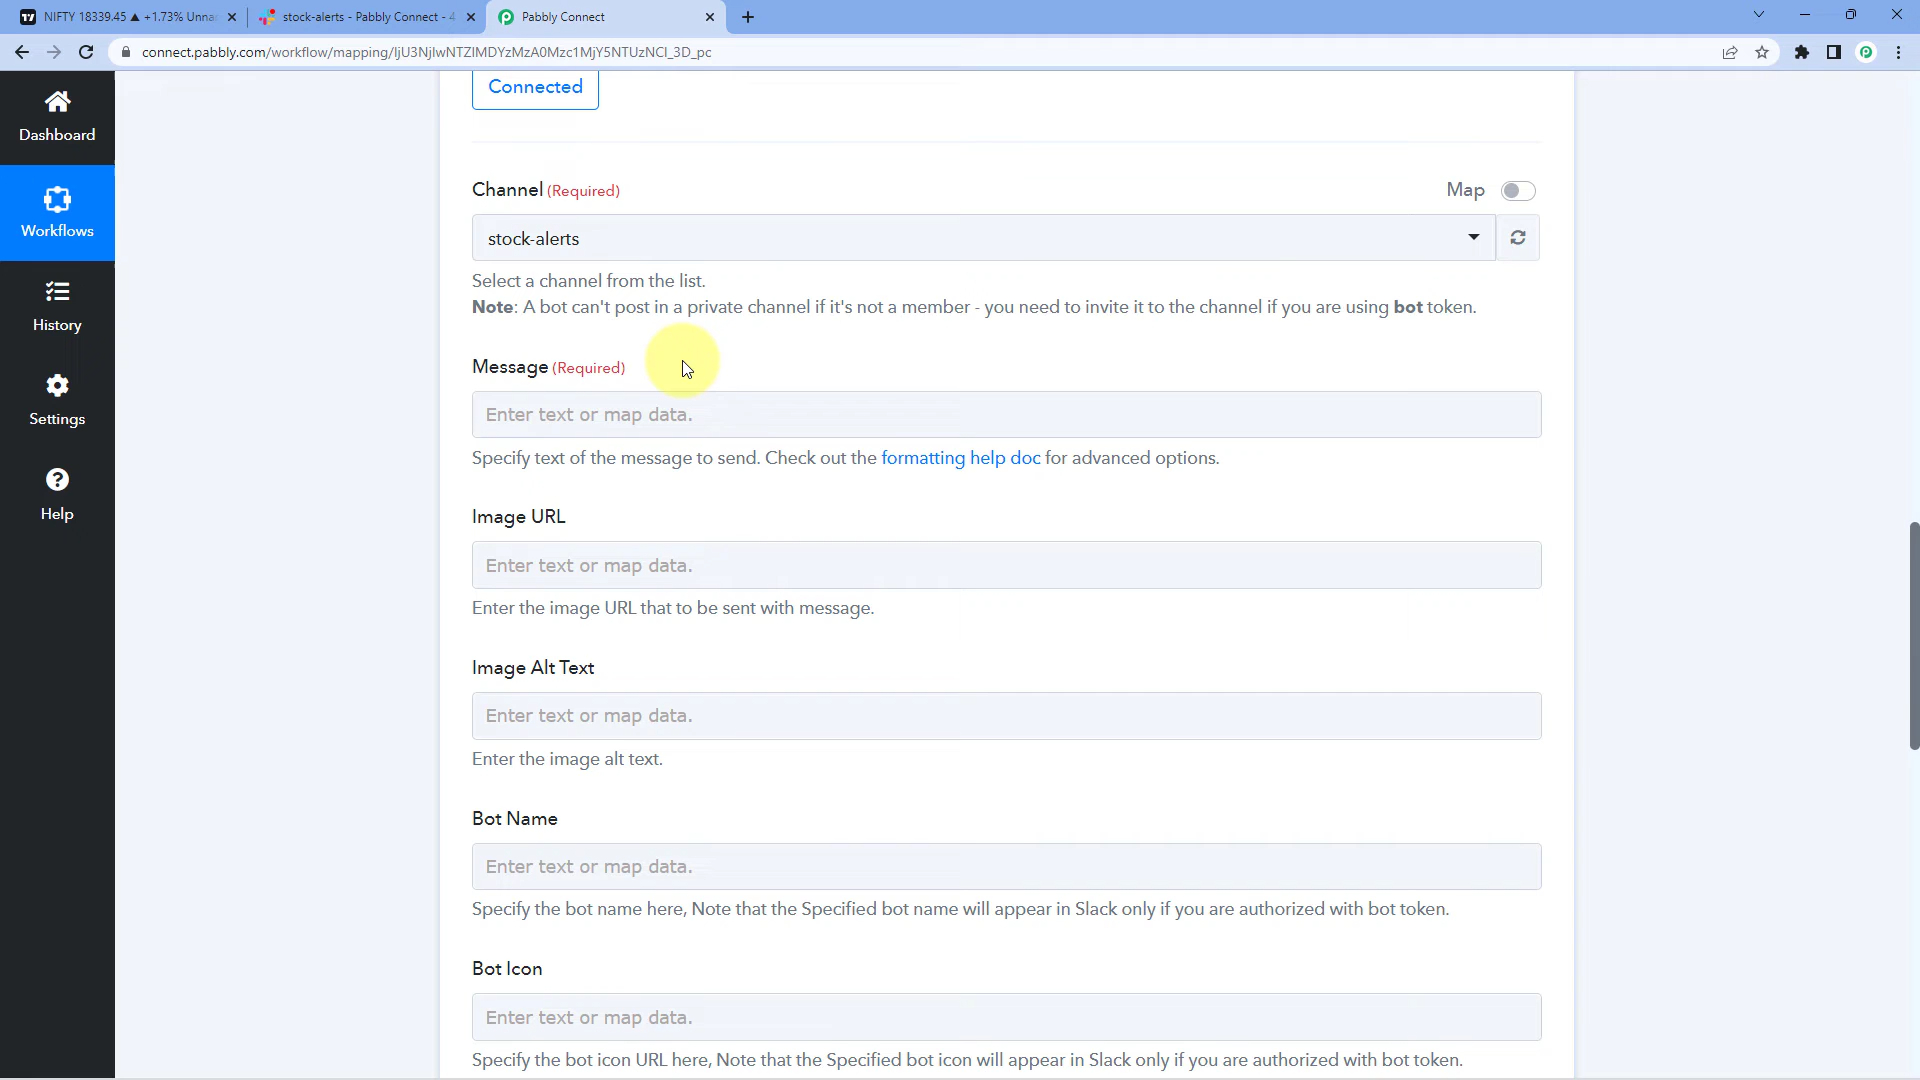 NIFTY 18339.45 ▲ +1.73% Unna
stock-alerts - Pabbly Connect - 4
Pabbly Connect
connect.pabbly.com/workflow/mapping/IjU3NjIwNTZlMDYzMzA0Mzc1MjY5NTUzNCI_3D_pc
Dashboard
Workflows
History
Settings
Help
Connected
Channel (Required)
Map
stock-alerts
Select a channel from the list.
Note: A bot can't post in a private channel if it's not a member - you need to invite it to the channel if you are using bot token.
Message (Required)
Enter text or map data.
Specify text of the message to send. Check out the formatting help doc for advanced options.
Image URL
Enter text or map data.
Enter the image URL that to be sent with message.
Image Alt Text
Enter text or map data.
Enter the image alt text.
Bot Name
Enter text or map data.
Specify the bot name here, Note that the Specified bot name will appear in Slack only if you are authorized with bot token.
Bot Icon
Enter text or map data.
Specify the bot icon URL here, Note that the Specified bot icon will appear in Slack only if you are authorized with bot token.